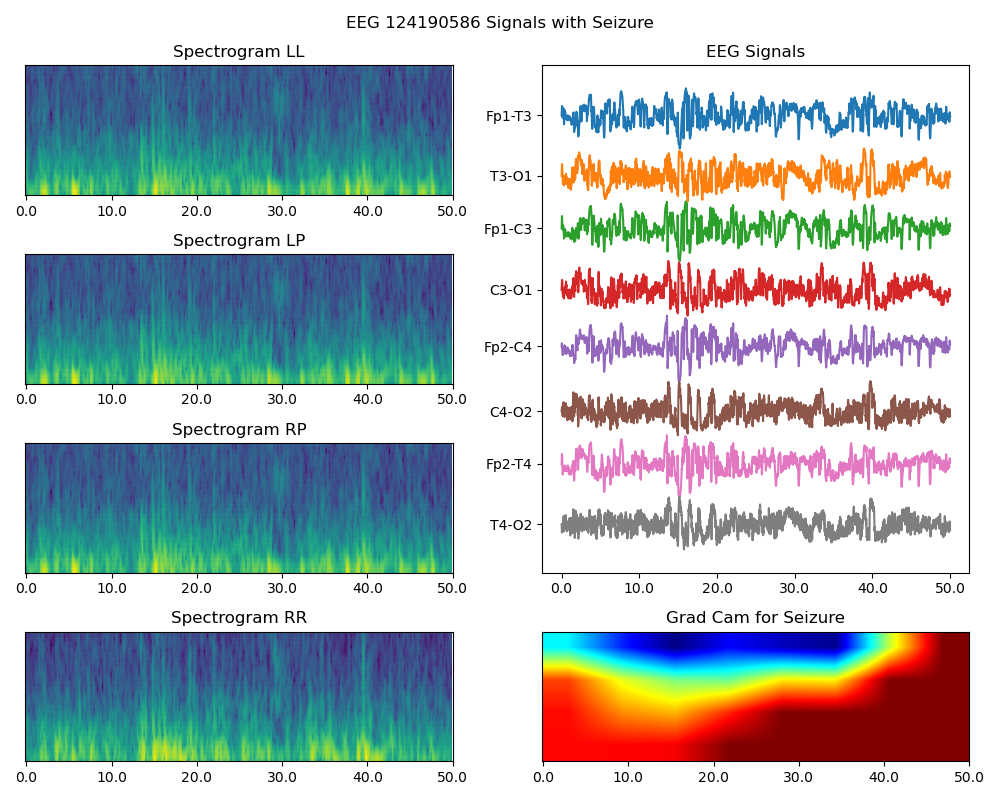 EEG 124190586 Signals with Seizure
Spectrogram LL
0.0 10.0 20.0 30.0 40.0 50.0
Spectrogram LP
0.0 10.0 20.0 30.0 40.0 50.0
Spectrogram RP
0.0 10.0 20.0 30.0 40.0 50.0
Spectrogram RR
0.0 10.0 20.0 30.0 40.0 50.0
EEG Signals
Fp1-T3
T3-O1
Fp1-C3
C3-O1
Fp2-C4
C4-O2
Fp2-T4
T4-O2
0.0 10.0 20.0 30.0 40.0 50.0
Grad Cam for Seizure
0.0 10.0 20.0 30.0 40.0 50.0